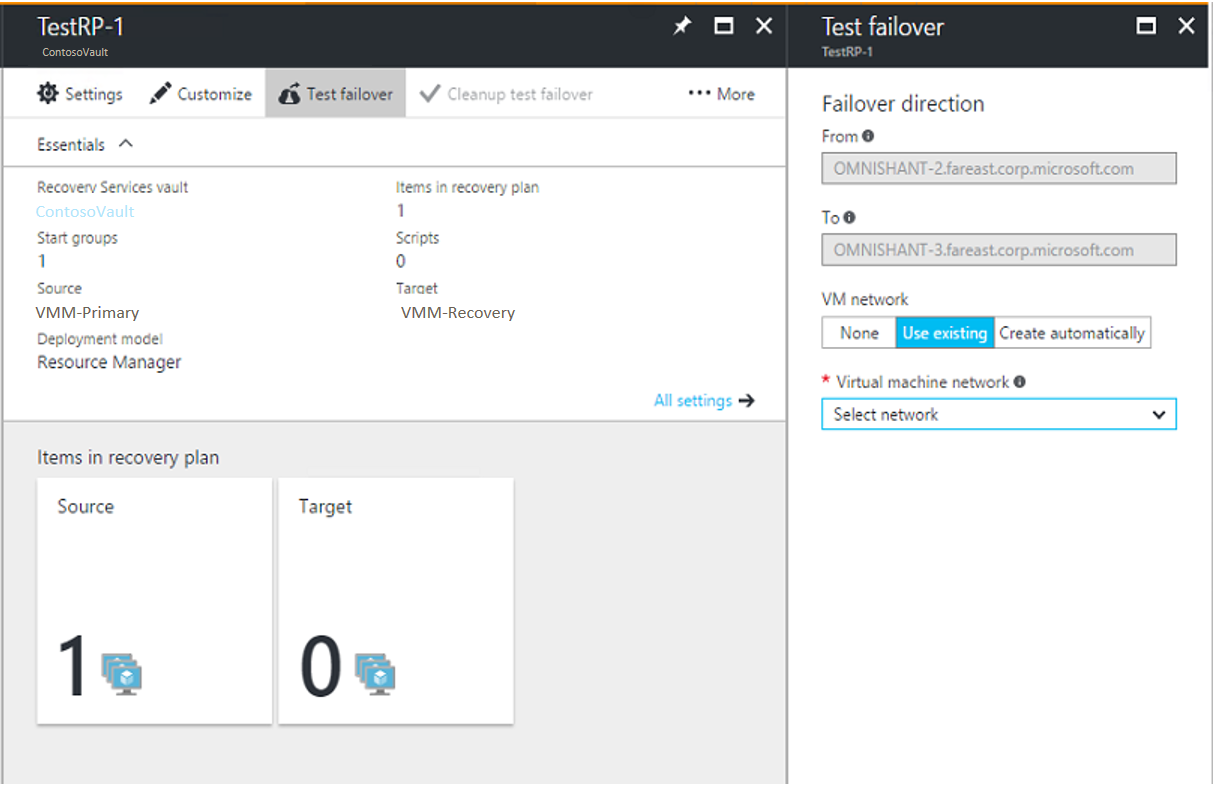 TestRP-1
ContosoVault
Settings
Customize
Test failover
Cleanup test failover
More
Essentials
Recovery Services vault
ContosoVault
Items in recovery plan
1
Start groups
1
Scripts
0
Source
VMM-Primary
Target
VMM-Recovery
Deployment model
Resource Manager
All settings
Items in recovery plan
Source
1
Target
0
Test failover
TestRP-1
Failover direction
From
OMNISHANT-2.fareast.corp.microsoft.com
To
OMNISHANT-3.fareast.corp.microsoft.com
VM network
None
Use existing
Create automatically
* Virtual machine network
Select network